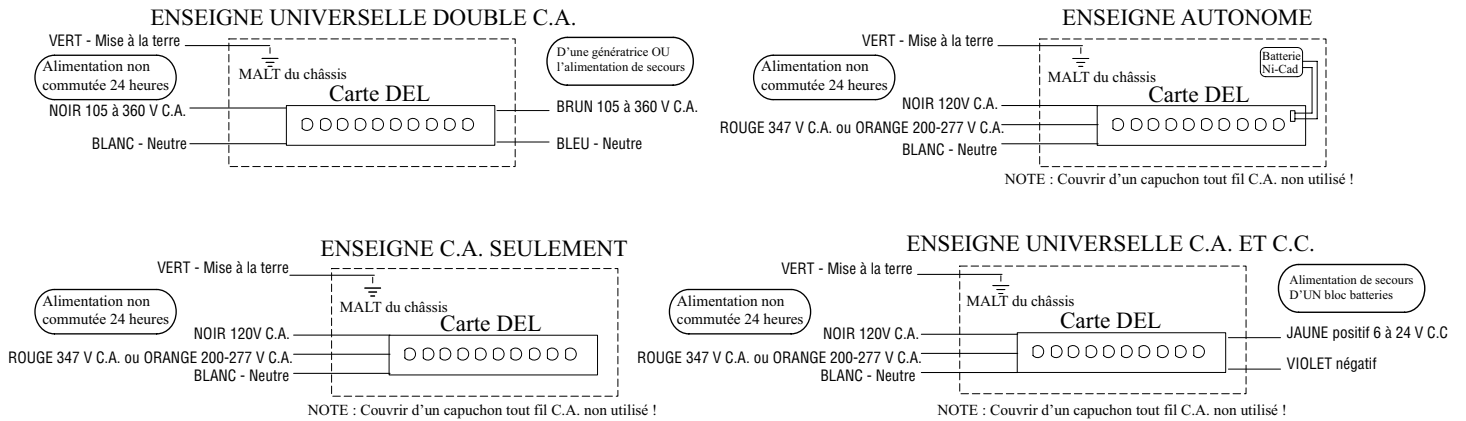 ENSEIGNE UNIVERSELLE DOUBLE C.A.
VERT - Mise à la terre
Alimentation non
commutée 24 heures
MALT du châssis
D'une génératrice OU
l'alimentation de secours
Carte DEL
NOIR 105 à 360 V C.A.
BRUN 105 à 360 V C.A.
BLANC - Neutre
BLEU - Neutre
ENSEIGNE AUTONOME
VERT - Mise à la terre
Alimentation non
commutée 24 heures
MALT du châssis
Batterie
Ni-Cad
Carte DEL
NOIR 120V C.A.
ROUGE 347 V C.A. ou ORANGE 200-277 V C.A.
BLANC - Neutre
NOTE : Couvrir d'un capuchon tout fil C.A. non utilisé !
ENSEIGNE C.A. SEULEMENT
VERT - Mise à la terre
Alimentation non
commutée 24 heures
MALT du châssis
Carte DEL
NOIR 120V C.A.
ROUGE 347 V C.A. ou ORANGE 200-277 V C.A.
BLANC - Neutre
NOTE : Couvrir d'un capuchon tout fil C.A. non utilisé !
ENSEIGNE UNIVERSELLE C.A. ET C.C.
VERT - Mise à la terre
Alimentation non
commutée 24 heures
MALT du châssis
Alimentation de secours
D'UN bloc batteries
Carte DEL
NOIR 120V C.A.
JAUNE positif 6 à 24 V C.C
ROUGE 347 V C.A. ou ORANGE 200-277 V C.A.
VIOLET négatif
BLANC - Neutre
NOTE : Couvrir d'un capuchon tout fil C.A. non utilisé !